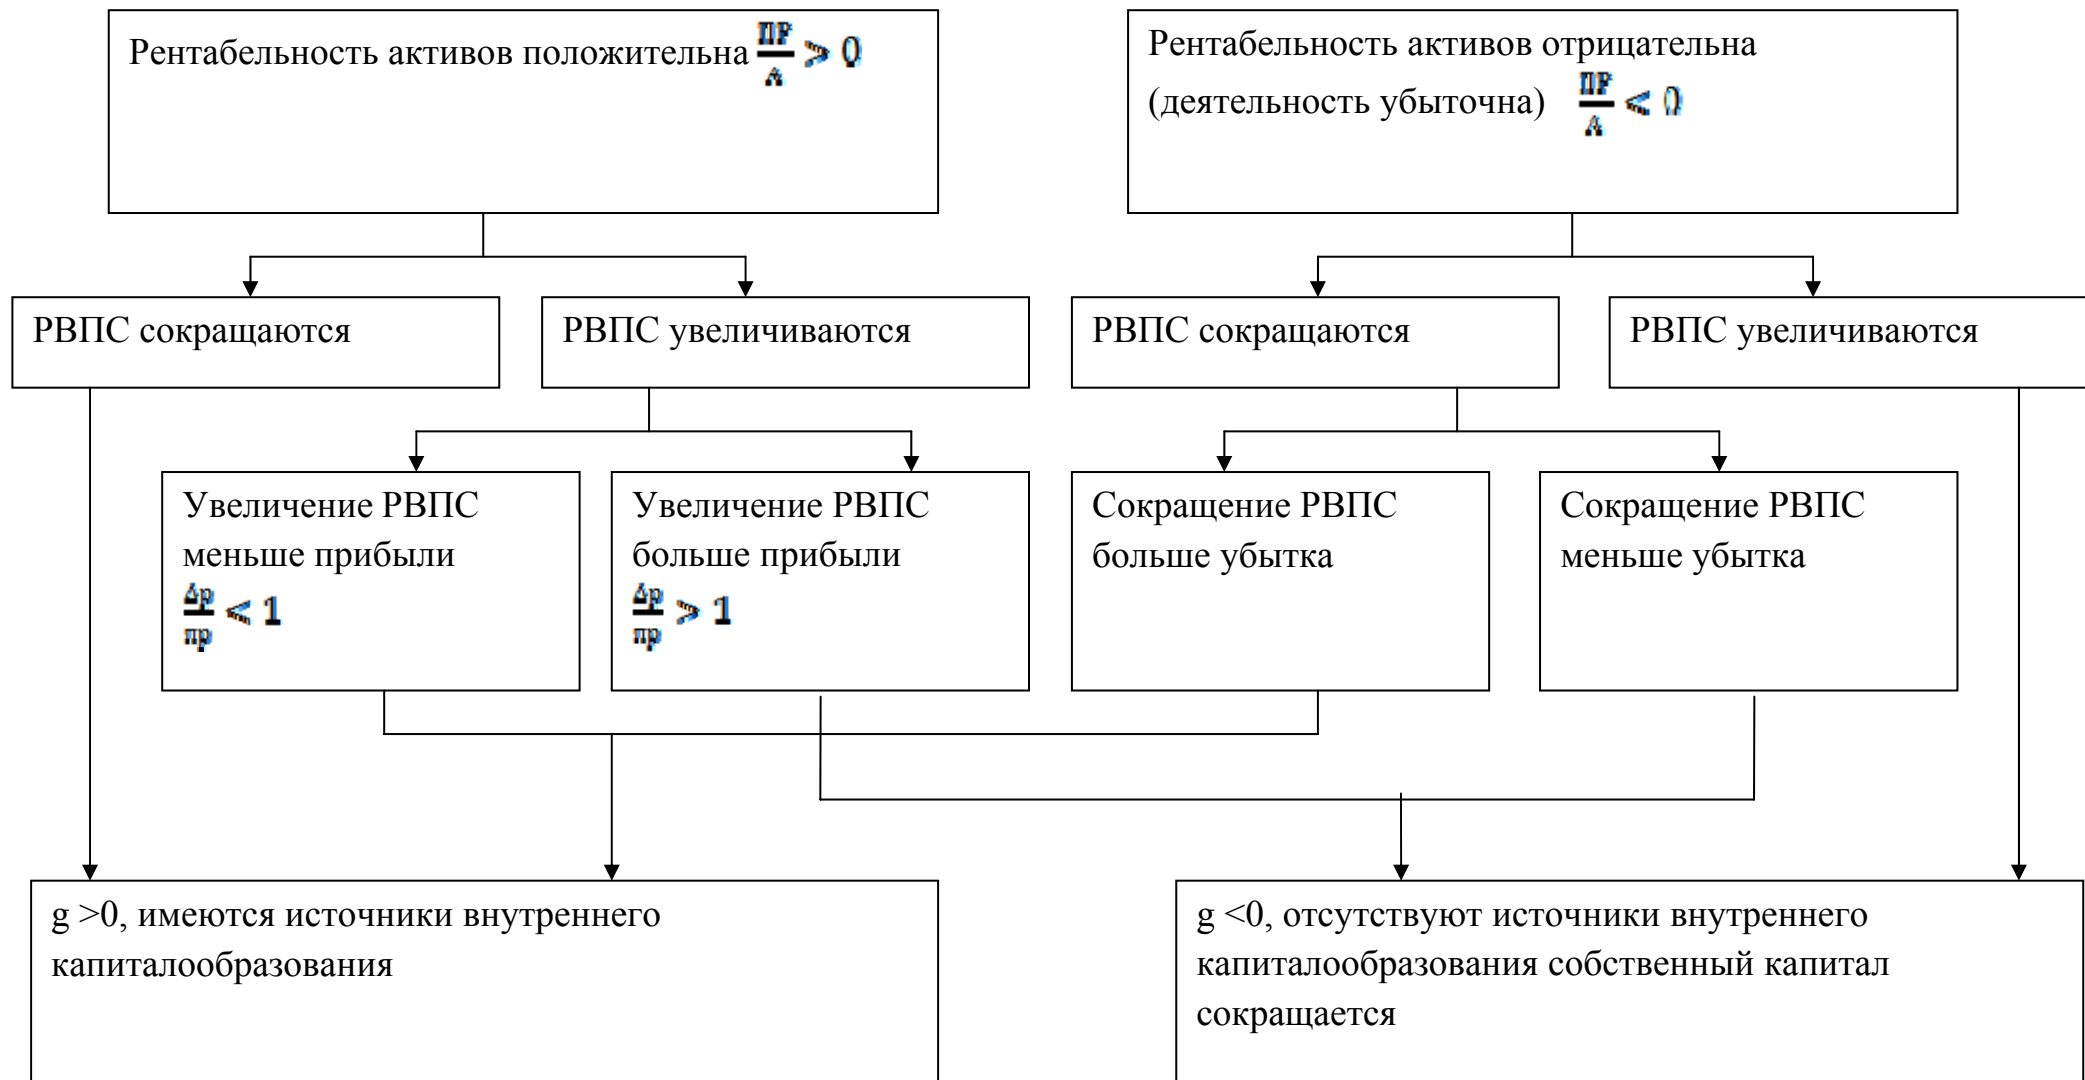 Рентабельность активов положительна ПР/А > 0
Рентабельность активов отрицательна
(деятельность убыточна) ПР/А < 0
РВПС сокращаются
РВПС увеличиваются
РВПС сокращаются
РВПС увеличиваются
Увеличение РВПС
меньше прибыли
Δр/пр < 1
Увеличение РВПС
больше прибыли
Δр/пр > 1
Сокращение РВПС
больше убытка
Сокращение РВПС
меньше убытка
g >0, имеются источники внутреннего
капиталообразования
g <0, отсутствуют источники внутреннего
капиталообразования собственный капитал
сокращается